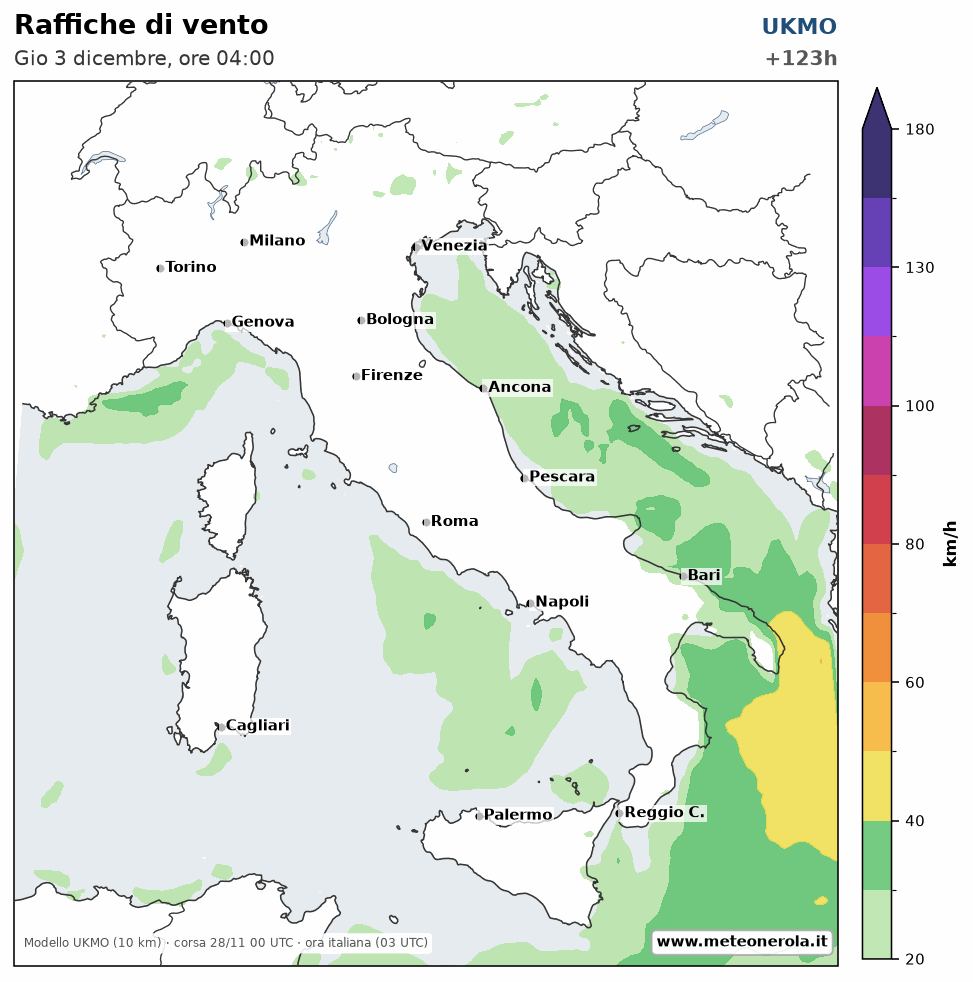 Raffiche di vento
UKMO
Gio 3 dicembre, ore 04:00
+123h
180
130
100
80
60
40
20
km/h
Milano
Venezia
Torino
Genova
Bologna
Firenze
Ancona
Pescara
Roma
Bari
Napoli
Cagliari
Palermo
Reggio C.
Modello UKMO (10 km) · corsa 28/11 00 UTC · ora italiana (03 UTC)
www.meteonerola.it